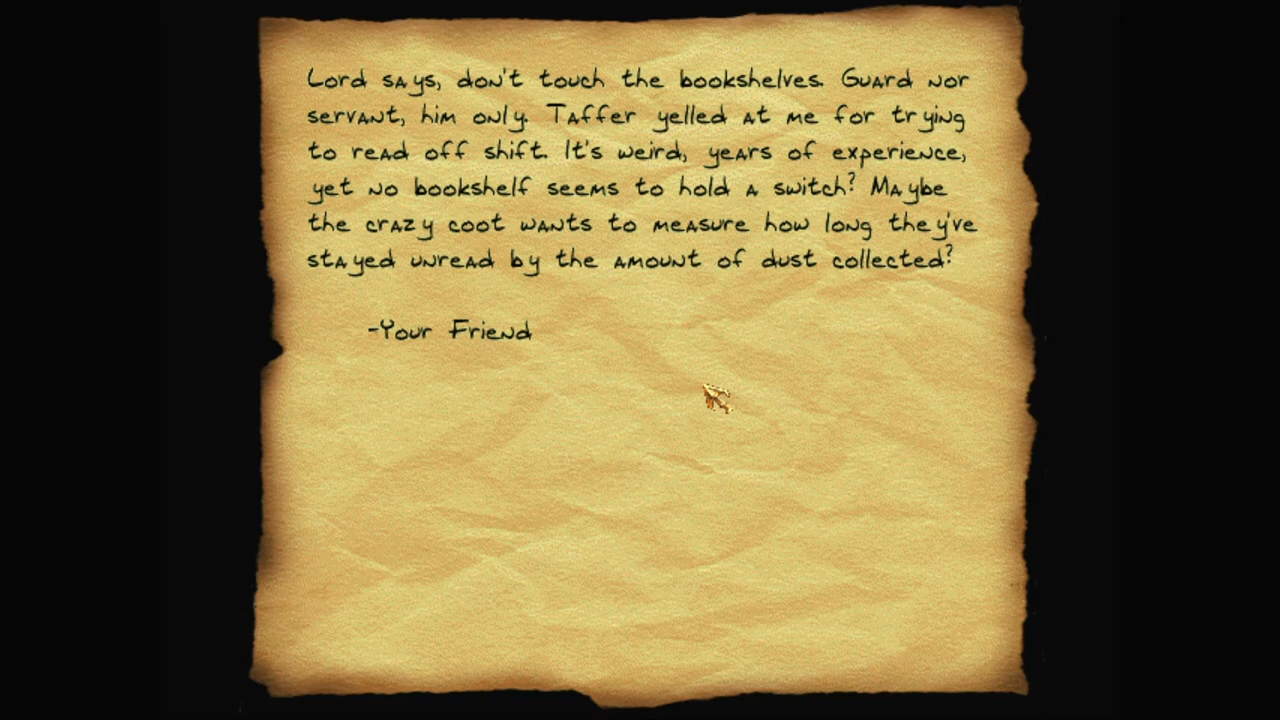 Lord says, don't touch the bookshelves. Guard nor
servant, him only. Taffer yelled at me for trying
to read off shift. It's weird, years of experience,
yet no bookshelf seems to hold a switch? Maybe
the crazy coot wants to measure how long they've
stayed unread by the amount of dust collected?
-Your Friend